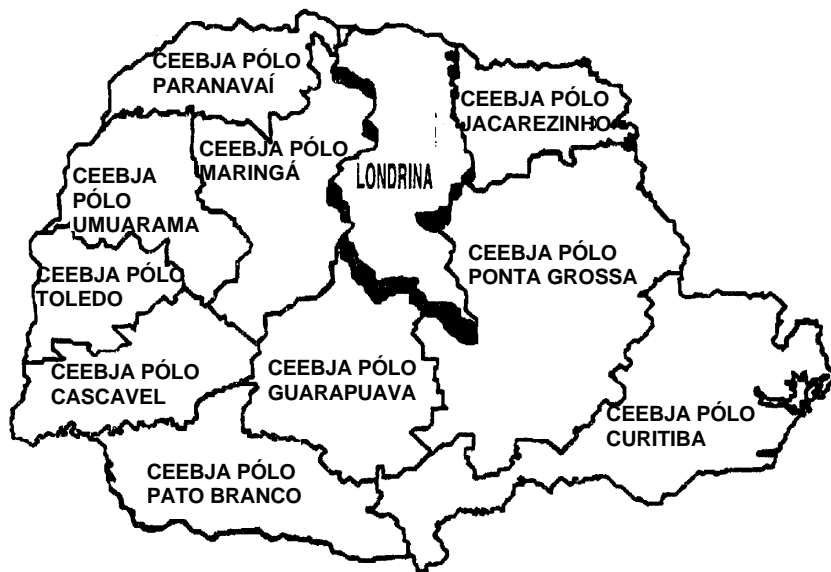 CEEBJA PÓLO
PARANAVAÍ
CEEBJA PÓLO
JACAREZINHO
CEEBJA PÓLO
MARINGÁ
LONDRINA
CEEBJA
PÓLO
UMUARAMA
CEEBJA PÓLO
PONTA GROSSA
CEEBJA PÓLO
TOLEDO
CEEBJA PÓLO
CASCAVEL
CEEBJA PÓLO
GUARAPUAVA
CEEBJA PÓLO
CURITIBA
CEEBJA PÓLO
PATO BRANCO